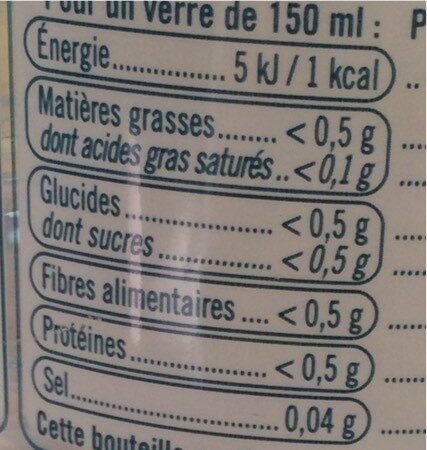 Pour un verre de 150 ml : P
Énergie................ 5 kJ / 1 kcal ..
Matières grasses........ < 0,5 g ....
dont acides gras saturés.. < 0,1 g ....
Glucides.................... < 0,5 g .....
dont sucres................ < 0,5 g .....
Fibres alimentaires .... < 0,5 g ......
Protéines................... < 0,5 g ......
Sel............................ 0,04 g .......
Cette